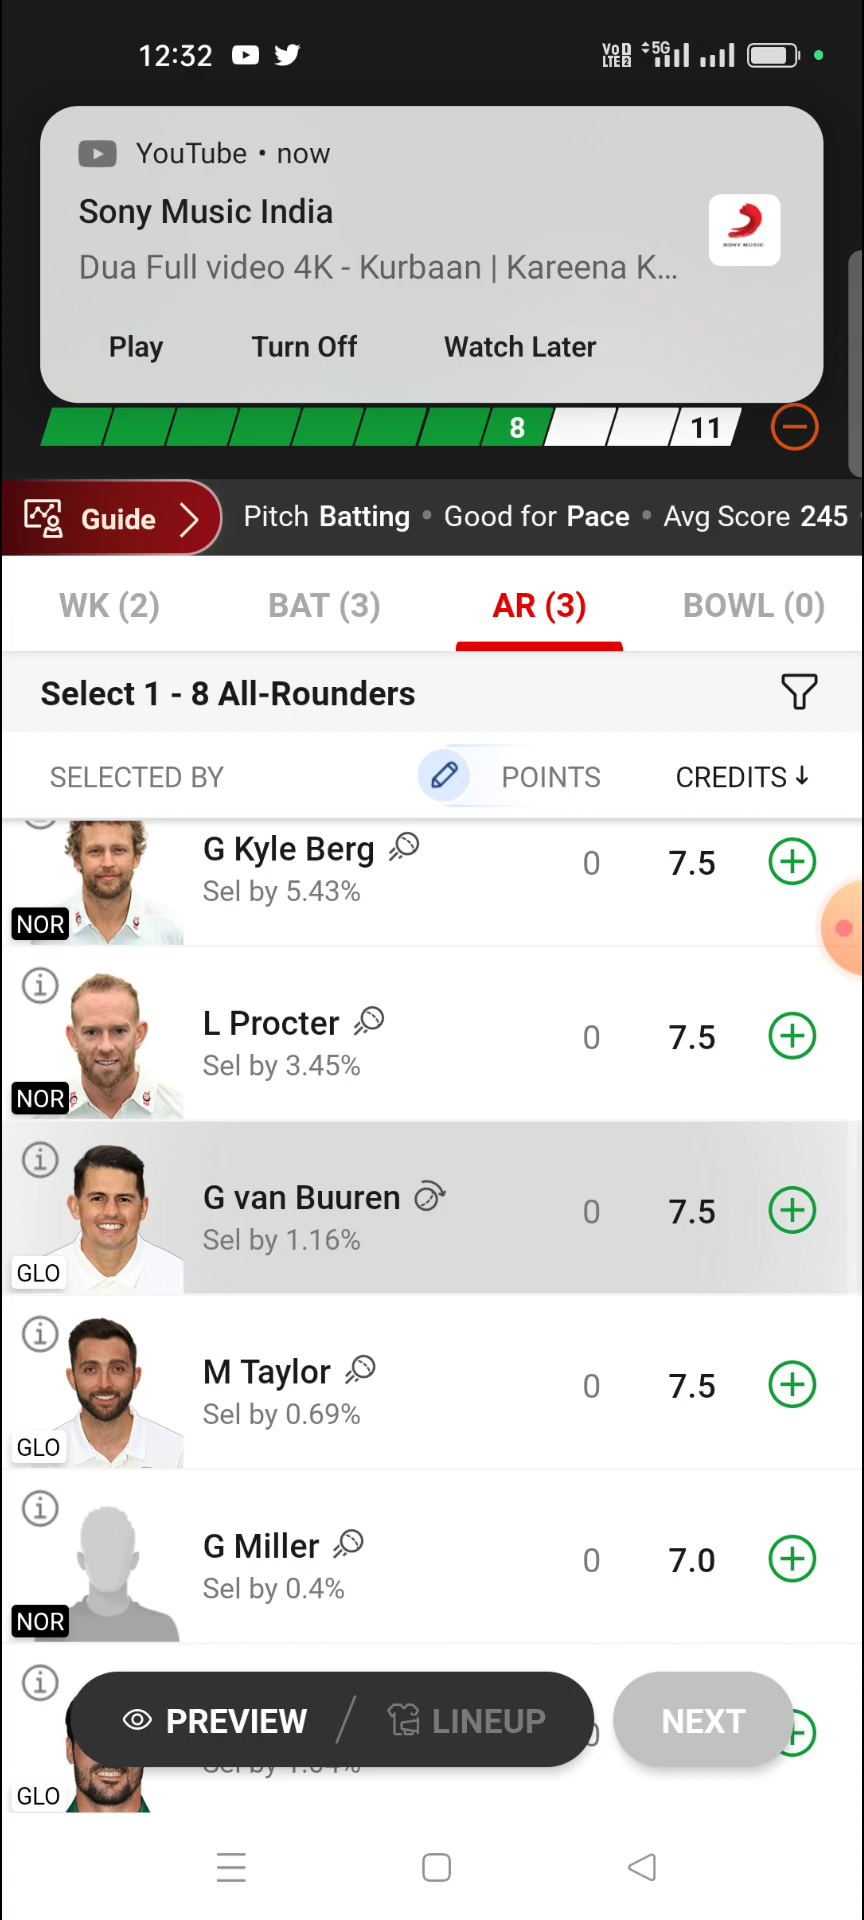 12:32
VoD LTE2 5G
YouTube • now
Sony Music India
Dua Full video 4K - Kurbaan | Kareena K...
SONY MUSIC
Play Turn Off Watch Later
8 11
Guide Pitch Batting • Good for Pace • Avg Score 245
WK (2) BAT (3) AR (3) BOWL (0)
Select 1 - 8 All-Rounders
SELECTED BY POINTS CREDITS
G Kyle Berg 0 7.5
Sel by 5.43%
NOR
L Procter 0 7.5
Sel by 3.45%
NOR
G van Buuren 0 7.5
Sel by 1.16%
GLO
M Taylor 0 7.5
Sel by 0.69%
GLO
G Miller 0 7.0
Sel by 0.4%
NOR
PREVIEW LINEUP NEXT
GLO